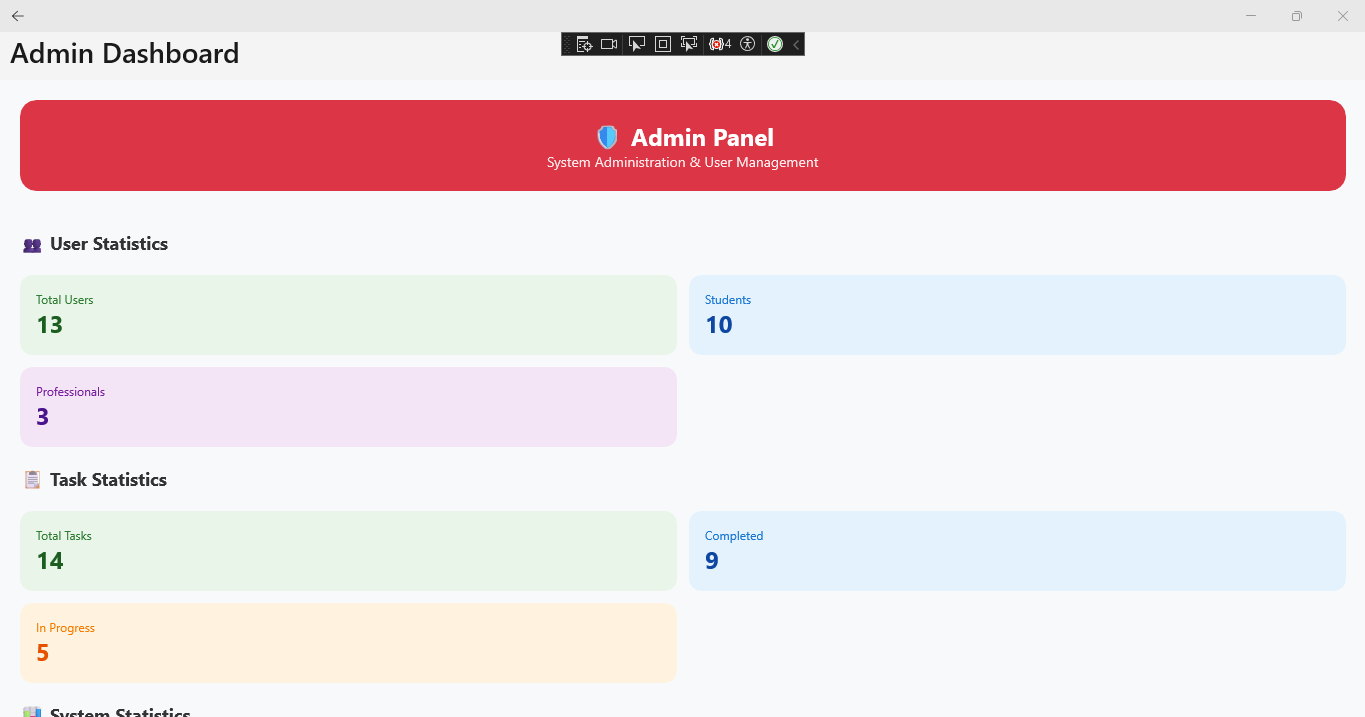 Admin Dashboard
4
Admin Panel
System Administration & User Management
User Statistics
Total Users
13
Students
10
Professionals
3
Task Statistics
Total Tasks
14
Completed
9
In Progress
5
System Statistics